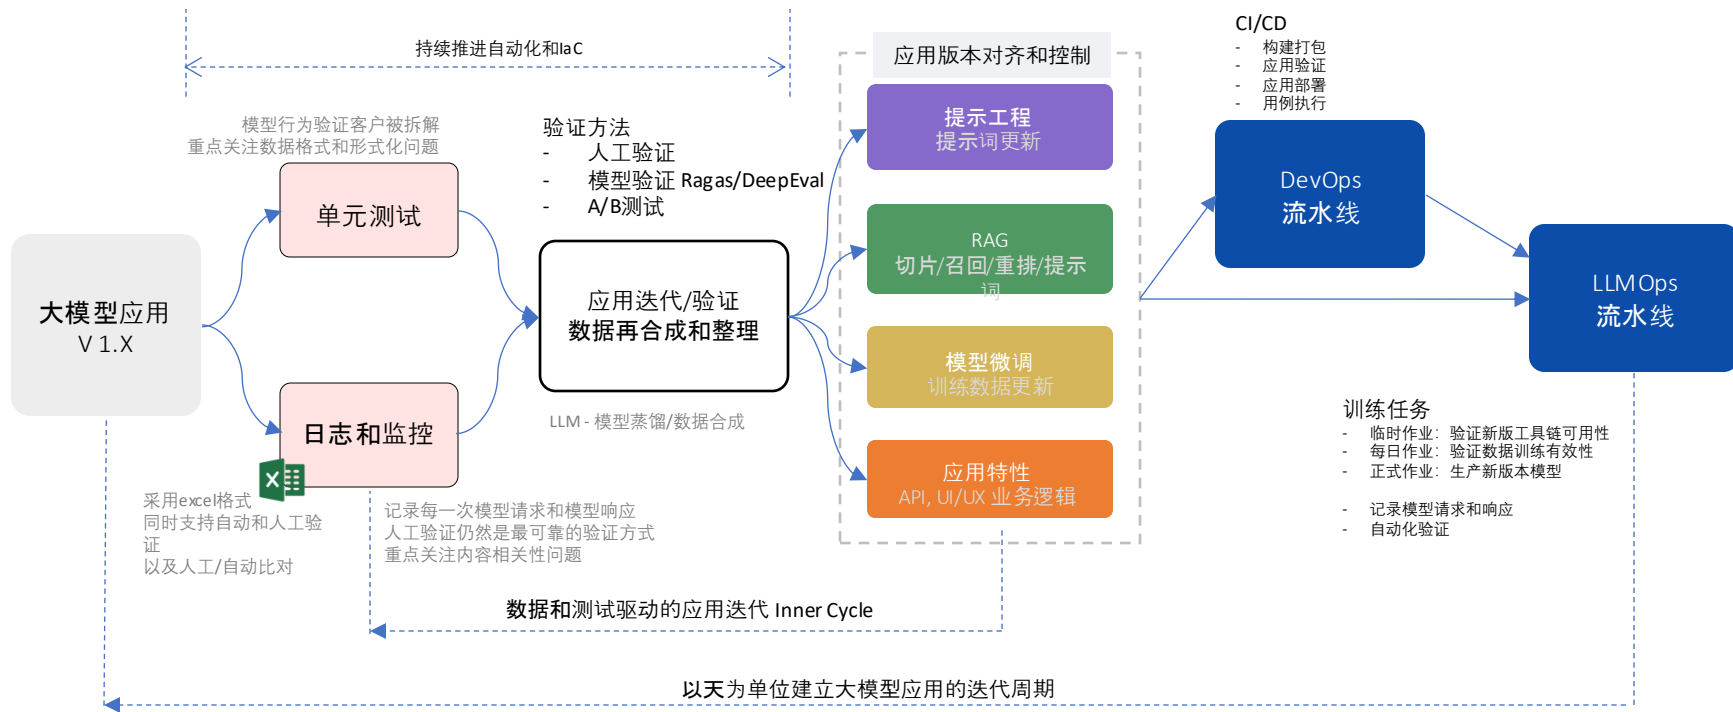 持续推进自动化和IaC
模型行为验证客户被拆解
重点关注数据格式和形式化问题
单元测试
大模型应用
V 1.X
日志和监控
X
采用excel格式
同时支持自动和人工验
证
以及人工/自动比对
记录每一次模型请求和模型响应
人工验证仍然是最可靠的验证方式
重点关注内容相关性问题
验证方法
- 人工验证
- 模型验证 Ragas/DeepEval
- A/B测试
应用迭代/验证
数据再合成和整理
LLM - 模型蒸馏/数据合成
应用版本对齐和控制
提示工程
提示词更新
RAG
切片/召回/重排/提示
词
模型微调
训练数据更新
应用特性
API, UI/UX 业务逻辑
CI/CD
- 构建打包
- 应用验证
- 应用部署
- 用例执行
DevOps
流水线
LLMOps
流水线
训练任务
- 临时作业：验证新版工具链可用性
- 每日作业：验证数据训练有效性
- 正式作业：生产新版本模型
- 记录模型请求和响应
- 自动化验证
数据和测试驱动的应用迭代 Inner Cycle
以天为单位建立大模型应用的迭代周期